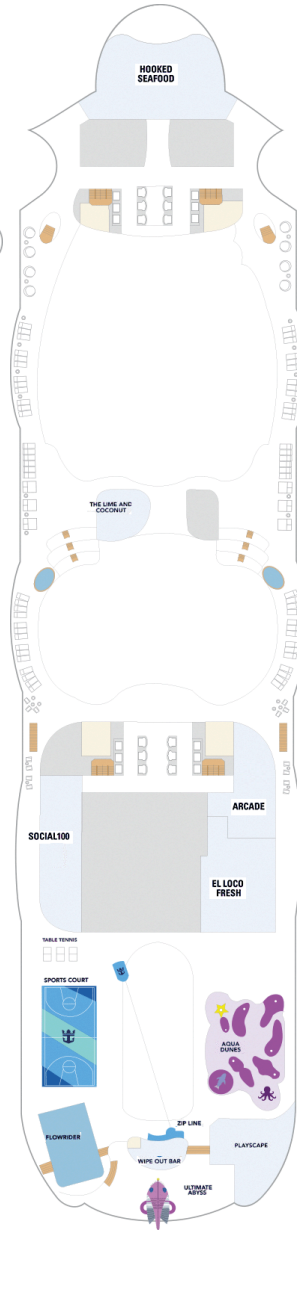 HOOKED
SEAFOOD
THE LIME AND
COCONUT
ARCADE
SOCIAL100
EL LOCO
FRESH
TABLE TENNIS
SPORTS COURT
AQUA
DUNES
ZIP LINE
FLOWRIDER
WIPE OUT BAR
PLAYSCAPE
ULTIMATE
ABYSS